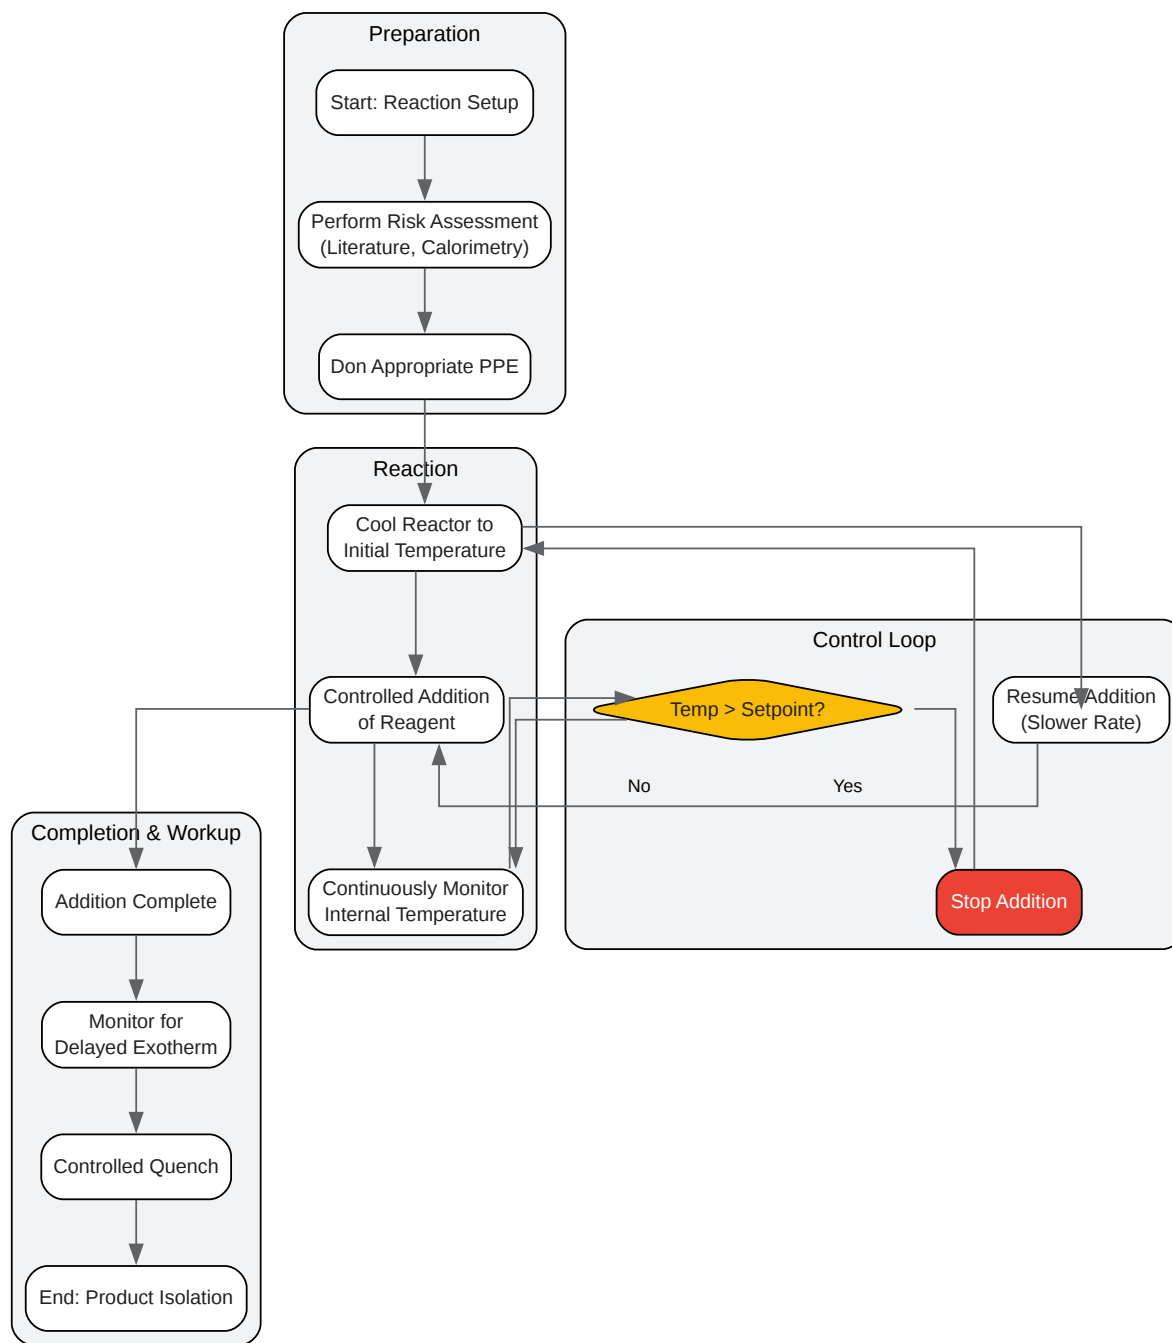 Preparation
Start: Reaction Setup
Perform Risk Assessment
(Literature, Calorimetry)
Don Appropriate PPE
Reaction
Cool Reactor to
Initial Temperature
Control Loop
Controlled Addition
of Reagent
Temp > Setpoint?
Resume Addition
(Slower Rate)
No
Yes
Continuously Monitor
Internal Temperature
Stop Addition
Completion & Workup
Addition Complete
Monitor for
Delayed Exotherm
Controlled Quench
End: Product Isolation